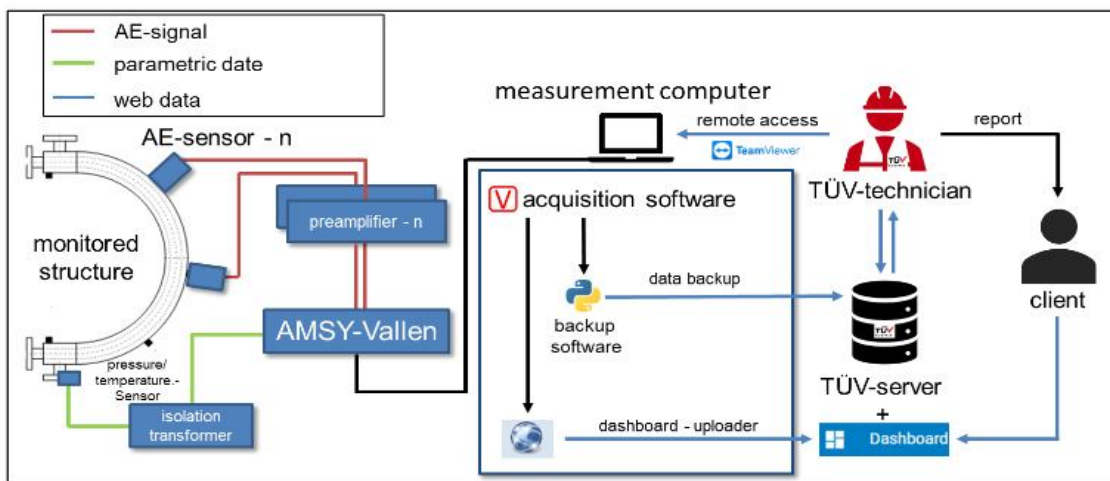 AE-signal
parametric date
web data
AE-sensor - n
monitored
structure
preamplifier - n
AMSY-Vallen
pressure/
temperature.-
Sensor
isolation
transformer
measurement computer
remote access
TeamViewer
report
TÜV
TÜV-technician
V acquisition software
data backup
backup
software
client
TÜV
TÜV-server
+
dashboard - uploader
Dashboard